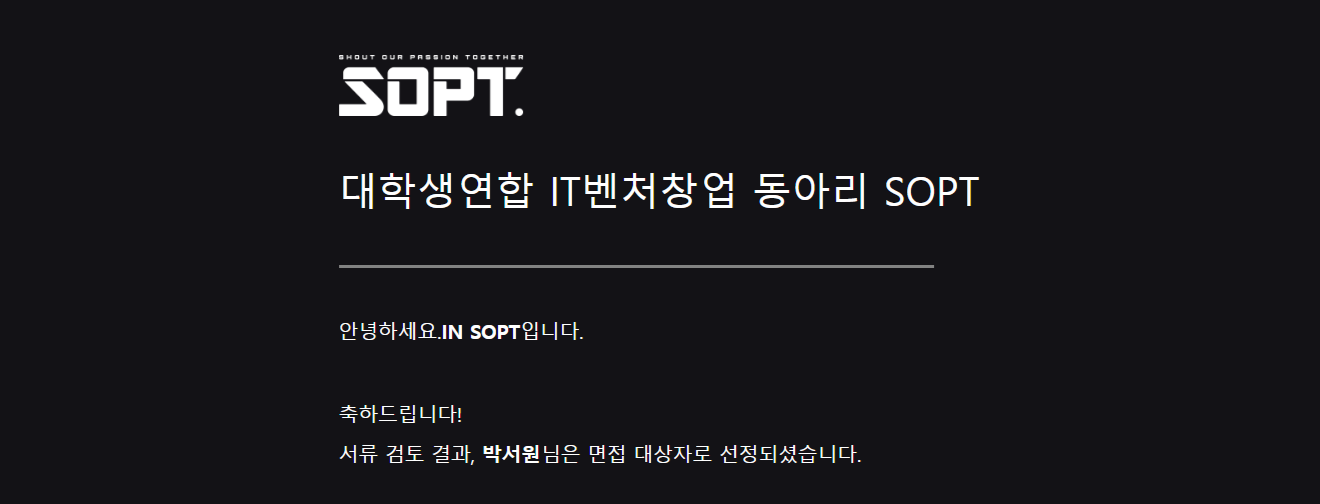 SHOUT OUR PASSION TOGETHER
SOPT.
대학생연합 IT벤처창업 동아리 SOPT
안녕하세요.IN SOPT입니다.
축하드립니다!
서류 검토 결과, 박서원님은 면접 대상자로 선정되셨습니다.